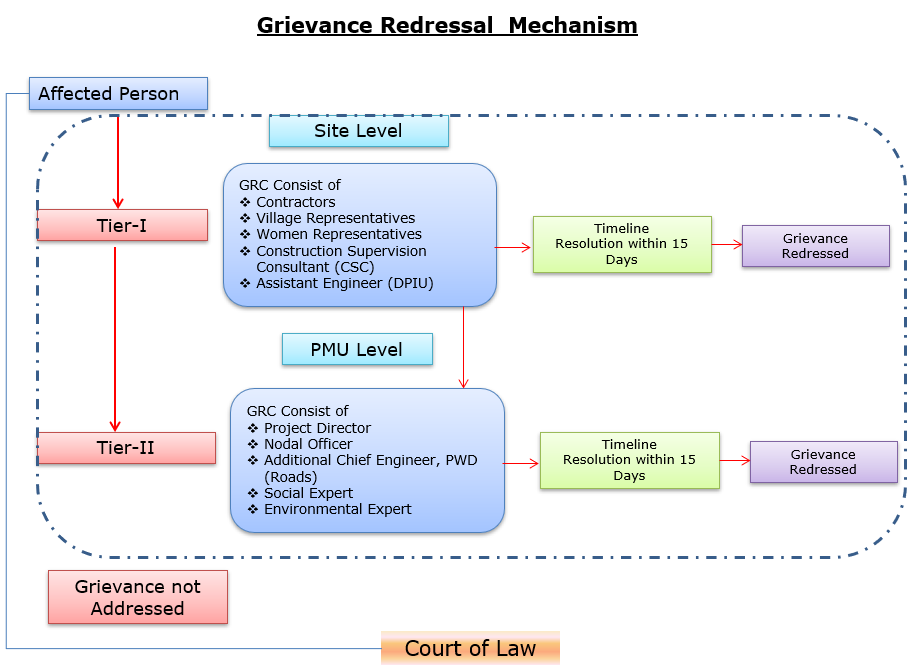 Grievance Redressal  Mechanism
Affected Person
Site Level
Tier-I
GRC Consist of
❖ Contractors
❖ Village Representatives
❖ Women Representatives
❖ Construction Supervision
Consultant (CSC)
❖ Assistant Engineer (DPIU)
Timeline
Resolution within 15
Days
Grievance
Redressed
PMU Level
Tier-II
GRC Consist of
❖ Project Director
❖ Nodal Officer
❖ Additional Chief Engineer, PWD
(Roads)
❖ Social Expert
❖ Environmental Expert
Timeline
Resolution within 15
Days
Grievance
Redressed
Grievance not
Addressed
Court of Law